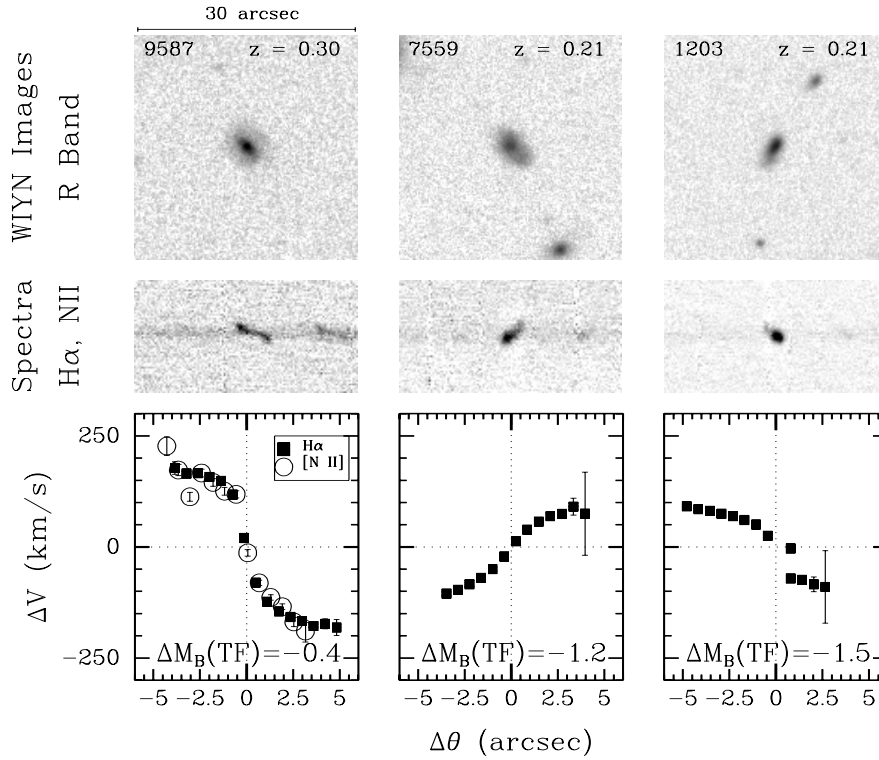 30 arcsec
WIYN Images
R Band
9587 z = 0.30
7559 z = 0.21
1203 z = 0.21
Spectra
Hα, NII
ΔV (km/s)
250
0
−250
Hα
[N II]
ΔM_B(TF)=−0.4
ΔM_B(TF)=−1.2
ΔM_B(TF)=−1.5
−5 −2.5 0 2.5 5
−5 −2.5 0 2.5 5
−5 −2.5 0 2.5 5
Δθ (arcsec)